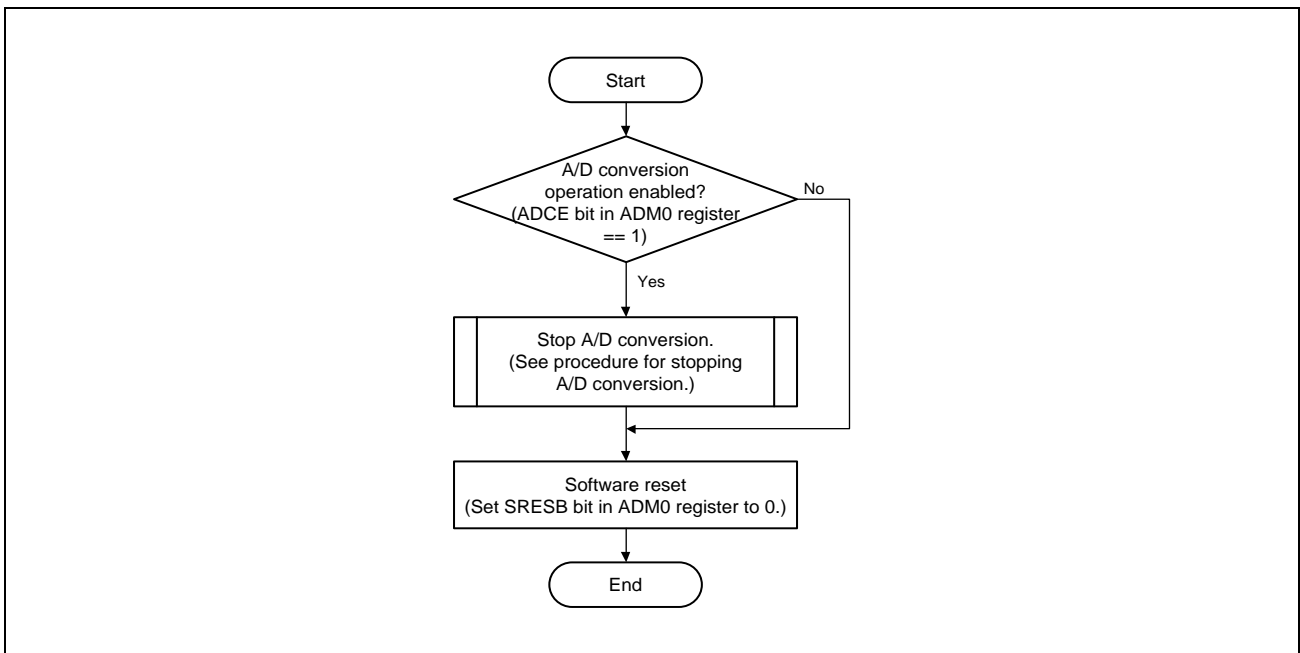 Start
A/D conversion
operation enabled?
(ADCE bit in ADM0 register
== 1)
No
Yes
Stop A/D conversion.
(See procedure for stopping
A/D conversion.)
Software reset
(Set SRESB bit in ADM0 register to 0.)
End